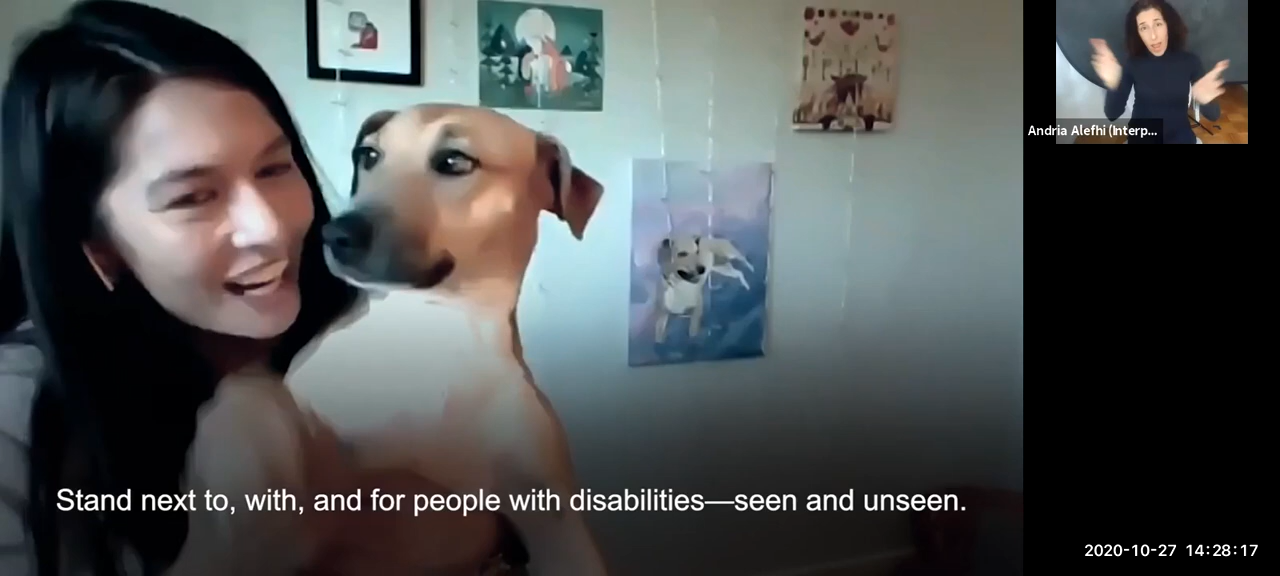 Andria Alefhi (Interp...
Stand next to, with, and for people with disabilities—seen and unseen.
2020-10-27 14:28:17